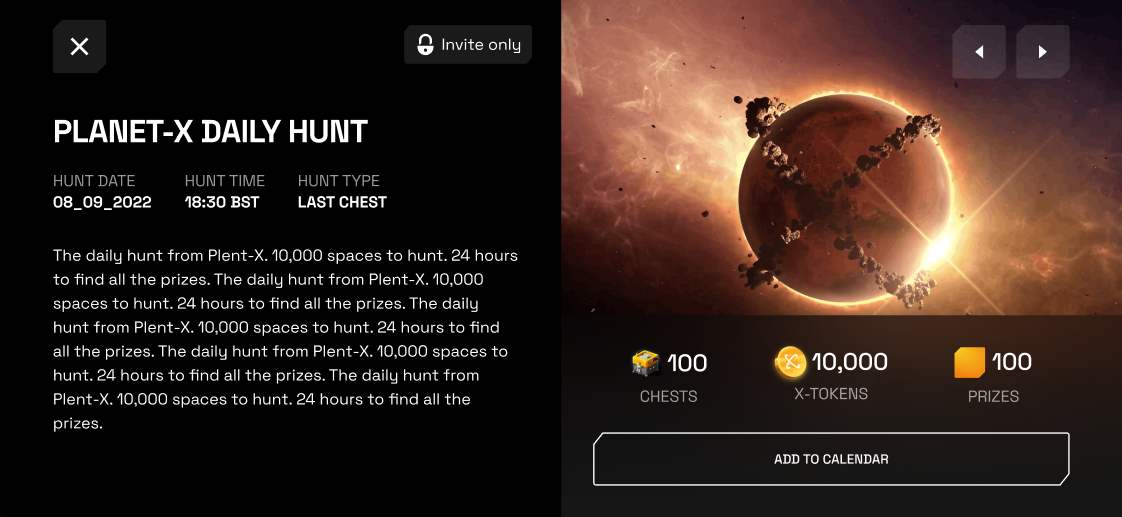 Invite only
PLANET-X DAILY HUNT
HUNT DATE
08_09_2022
HUNT TIME
18:30 BST
HUNT TYPE
LAST CHEST
The daily hunt from Plent-X. 10,000 spaces to hunt. 24 hours
to find all the prizes. The daily hunt from Plent-X. 10,000
spaces to hunt. 24 hours to find all the prizes. The daily
hunt from Plent-X. 10,000 spaces to hunt. 24 hours to find
all the prizes. The daily hunt from Plent-X. 10,000 spaces to
hunt. 24 hours to find all the prizes. The daily hunt from
Plent-X. 10,000 spaces to hunt. 24 hours to find all the
prizes.
100
CHESTS
10,000
X-TOKENS
100
PRIZES
ADD TO CALENDAR